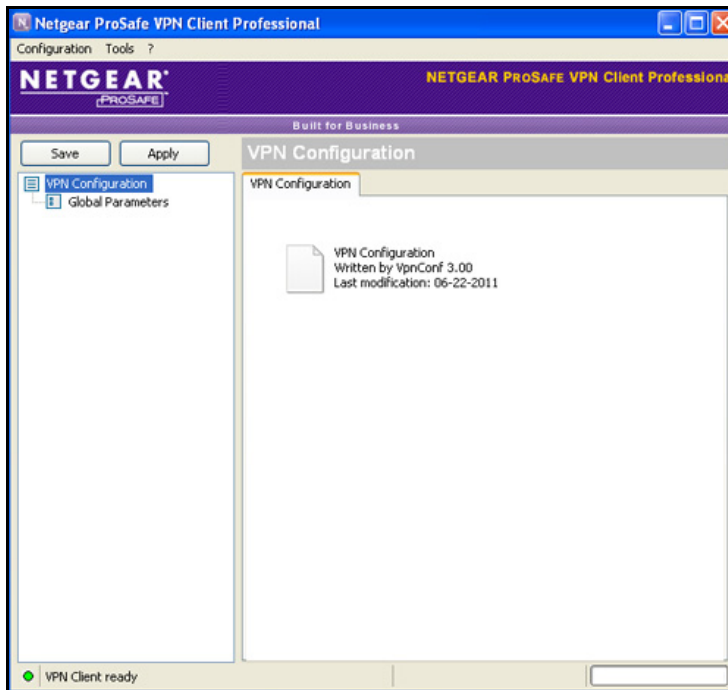 Netgear ProSafe VPN Client Professional
Configuration Tools ?
NETGEAR
PROSAFE
NETGEAR PROSAFE VPN Client Professiona
Built for Business
Save Apply
VPN Configuration
VPN Configuration
Global Parameters
VPN Configuration
VPN Configuration
Written by VpnConf 3.00
Last modification: 06-22-2011
VPN Client ready